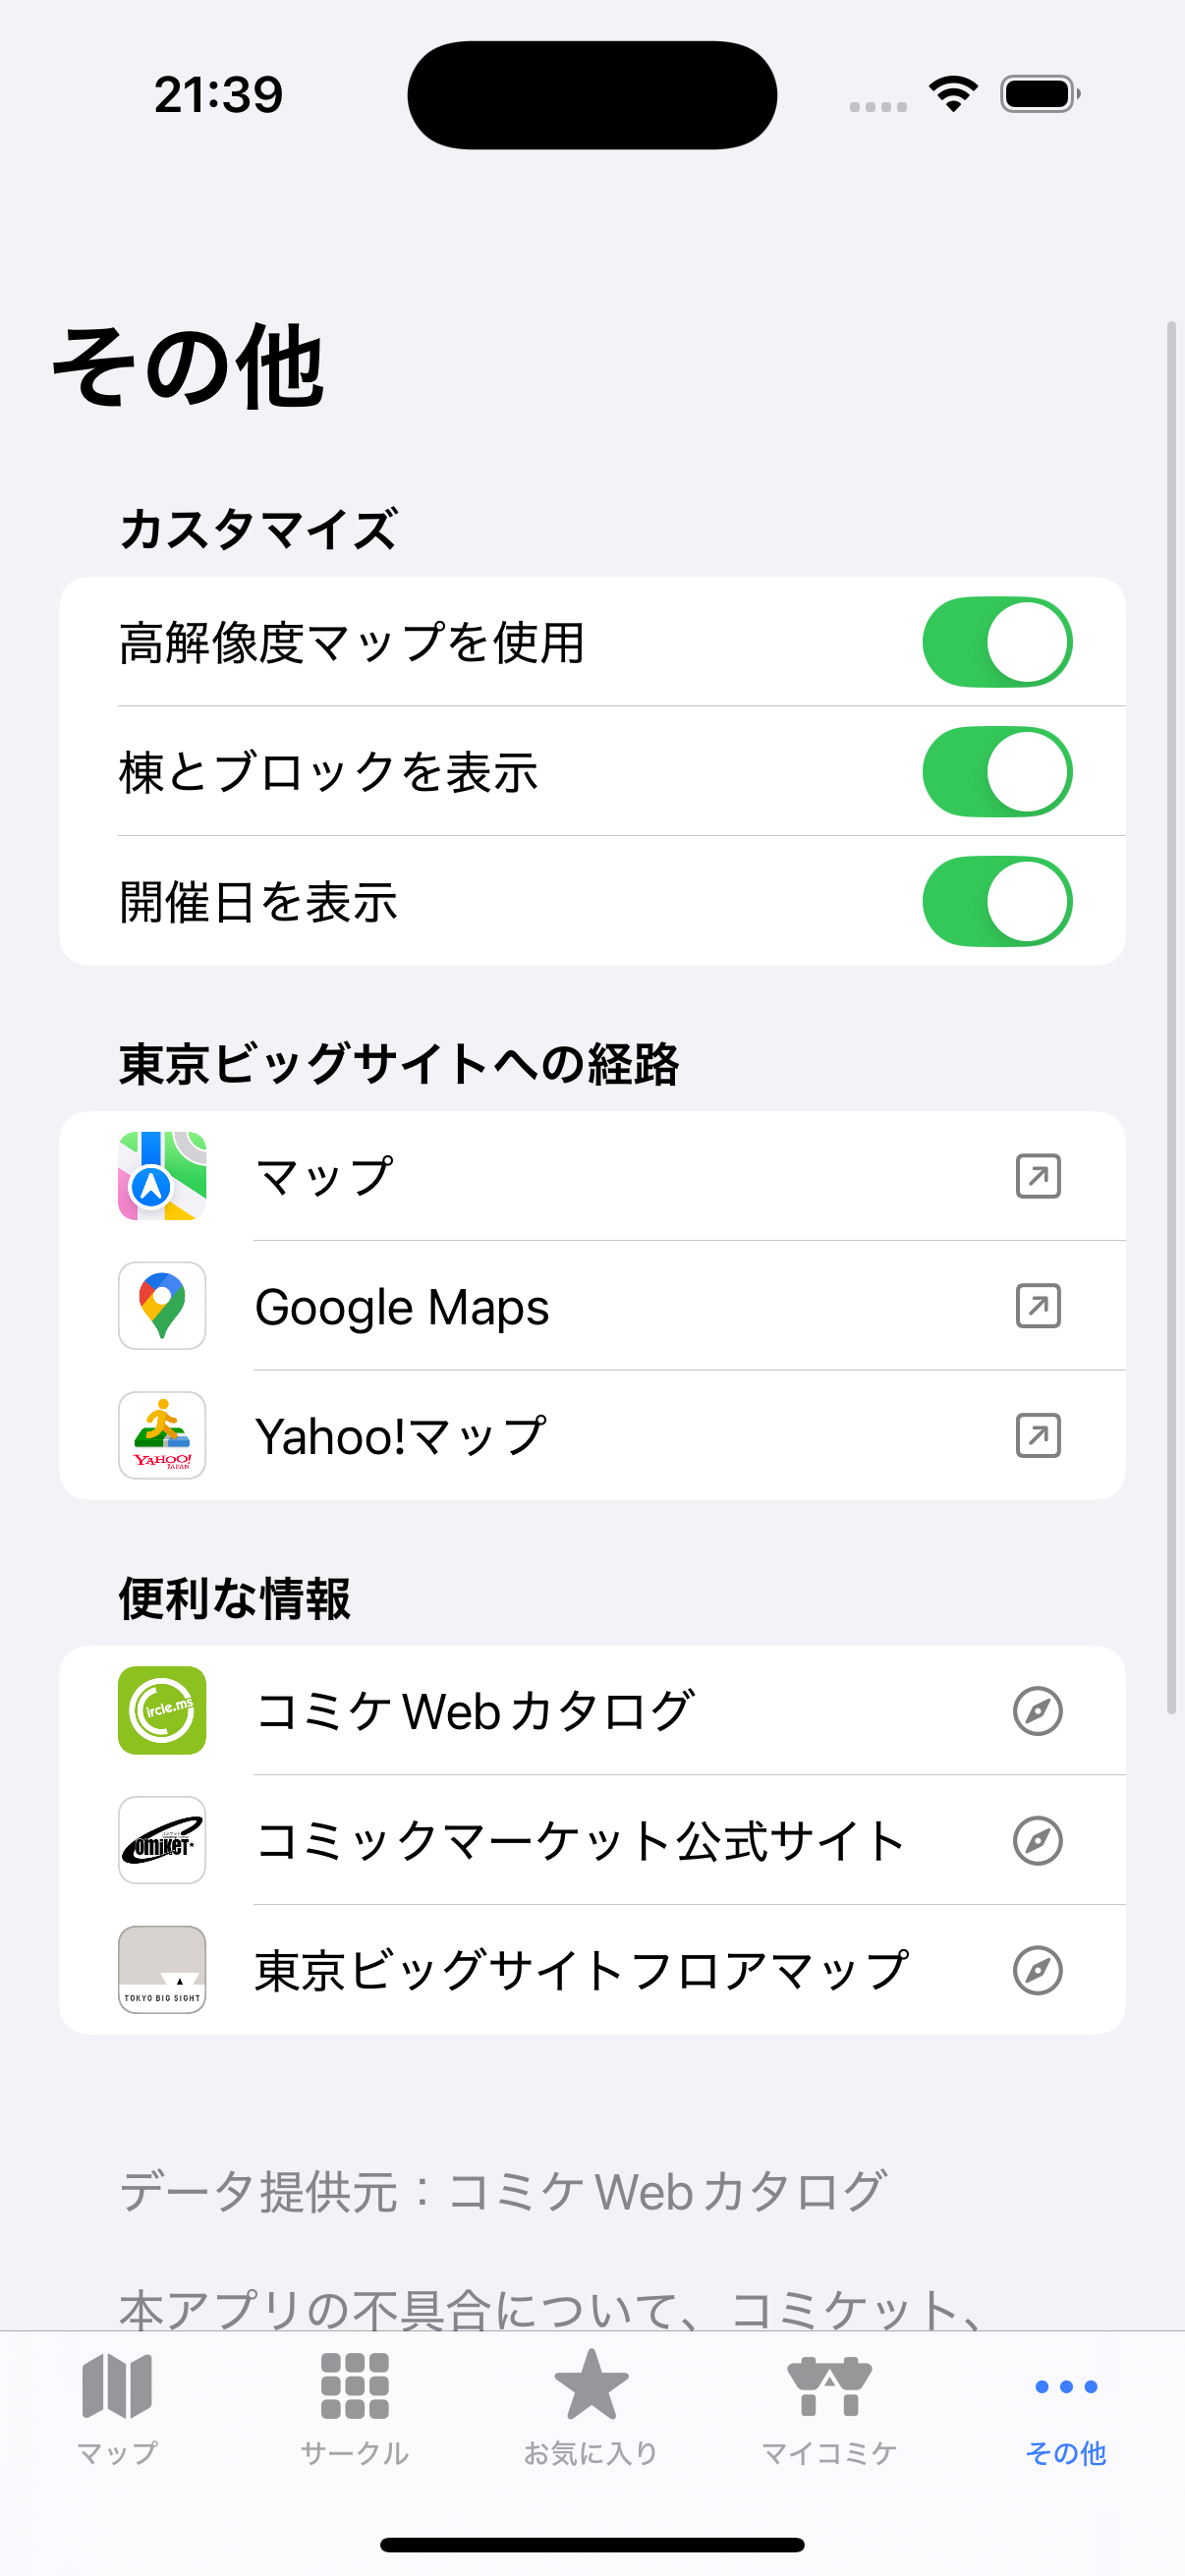 21:39
その他
カスタマイズ
高解像度マップを使用
棟とブロックを表示
開催日を表示
東京ビッグサイトへの経路
マップ
Google Maps
YAHOO!
JAPAN
Yahoo!マップ
便利な情報
ircle.ms
コミケWebカタログ
omiKET
コミックマーケット公式サイト
TOKYO BIG SIGHT
東京ビッグサイトフロアマップ
データ提供元：コミケWebカタログ
本アプリの不具合について、コミケット、
マップ
サークル
お気に入り
マイコミケ
その他